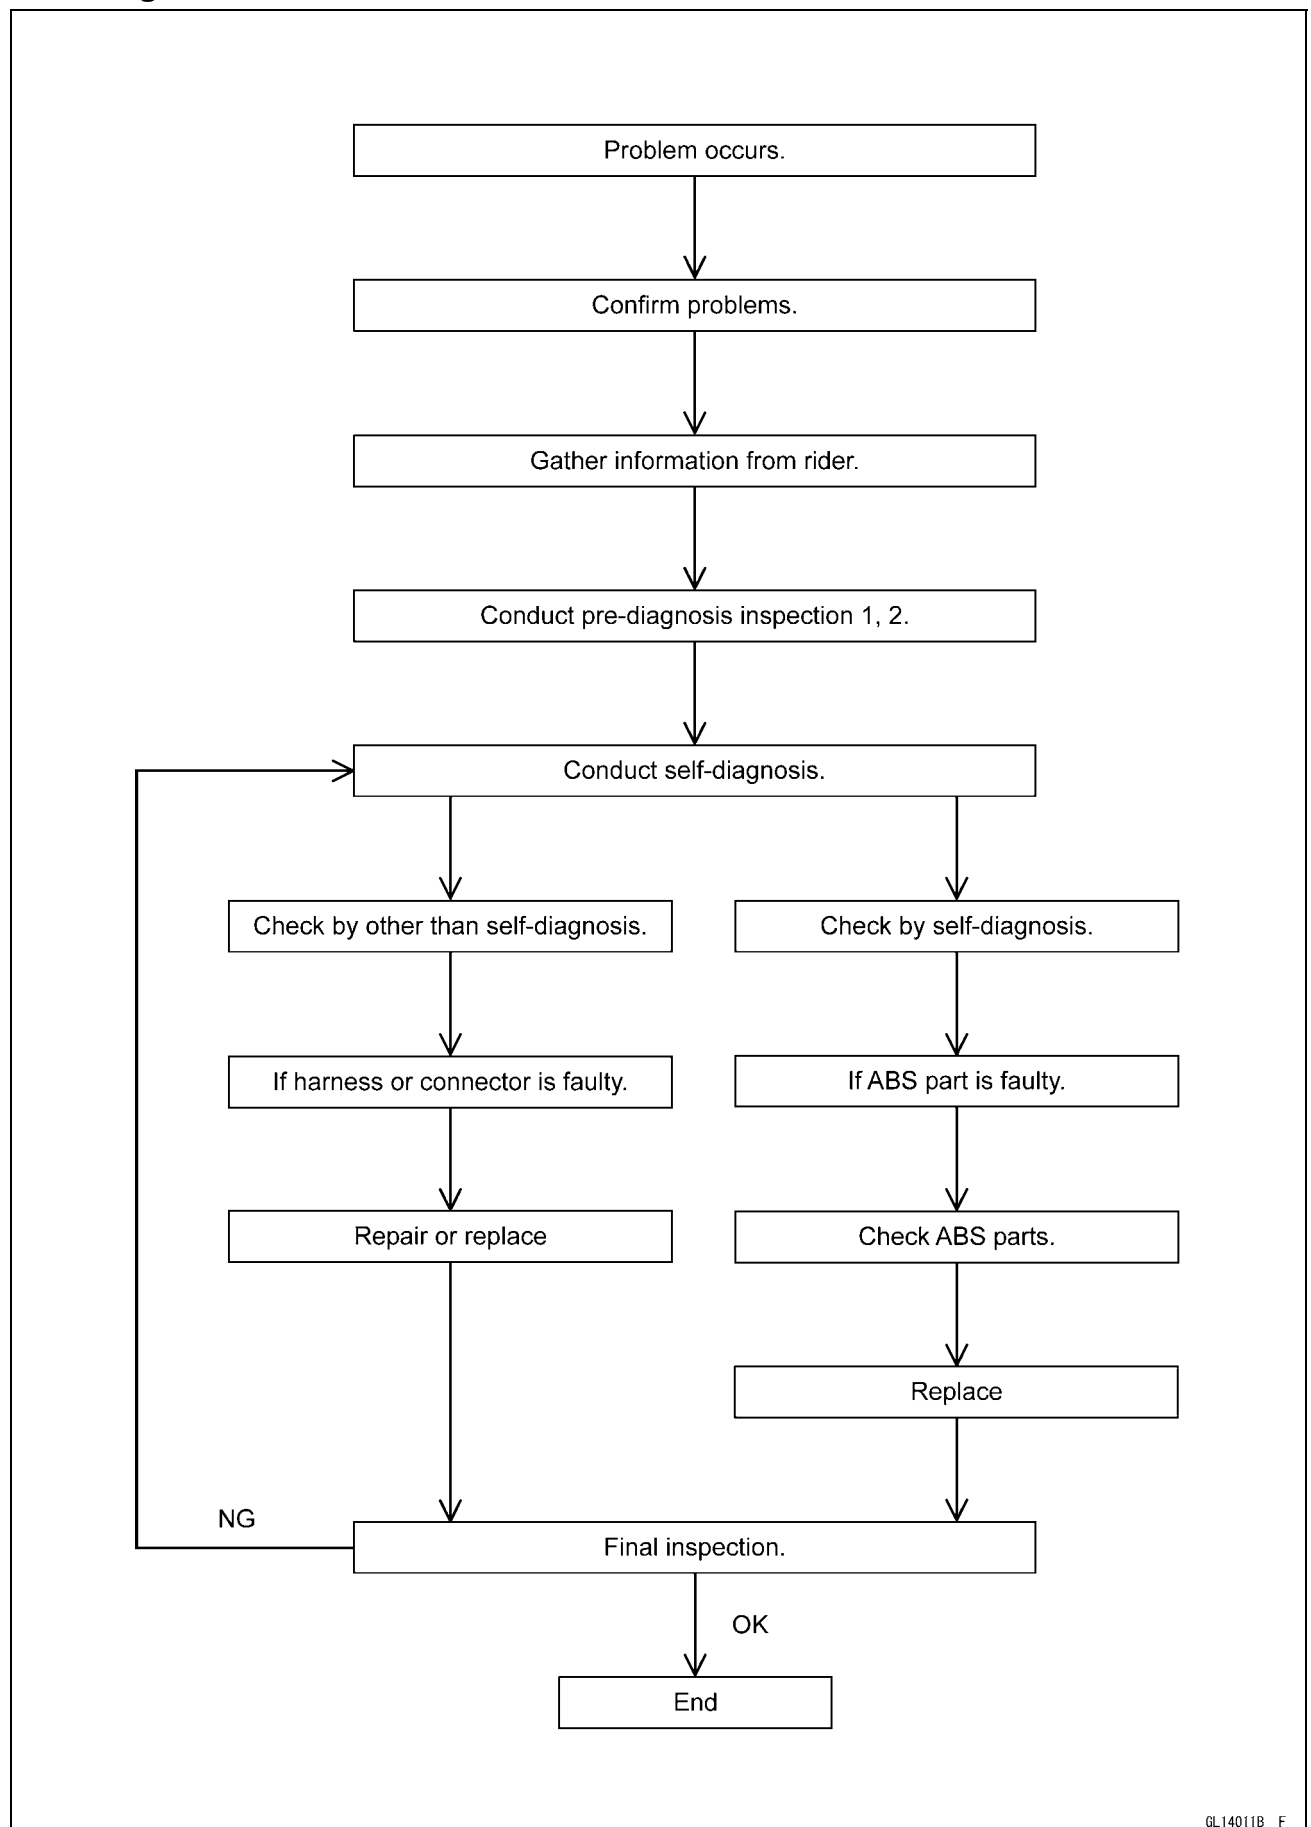 Problem occurs.
Confirm problems.
Gather information from rider.
Conduct pre-diagnosis inspection 1, 2.
Conduct self-diagnosis.
Check by other than self-diagnosis.
Check by self-diagnosis.
If harness or connector is faulty.
If ABS part is faulty.
Repair or replace
Check ABS parts.
Replace
NG
Final inspection.
OK
End
GL14011B F